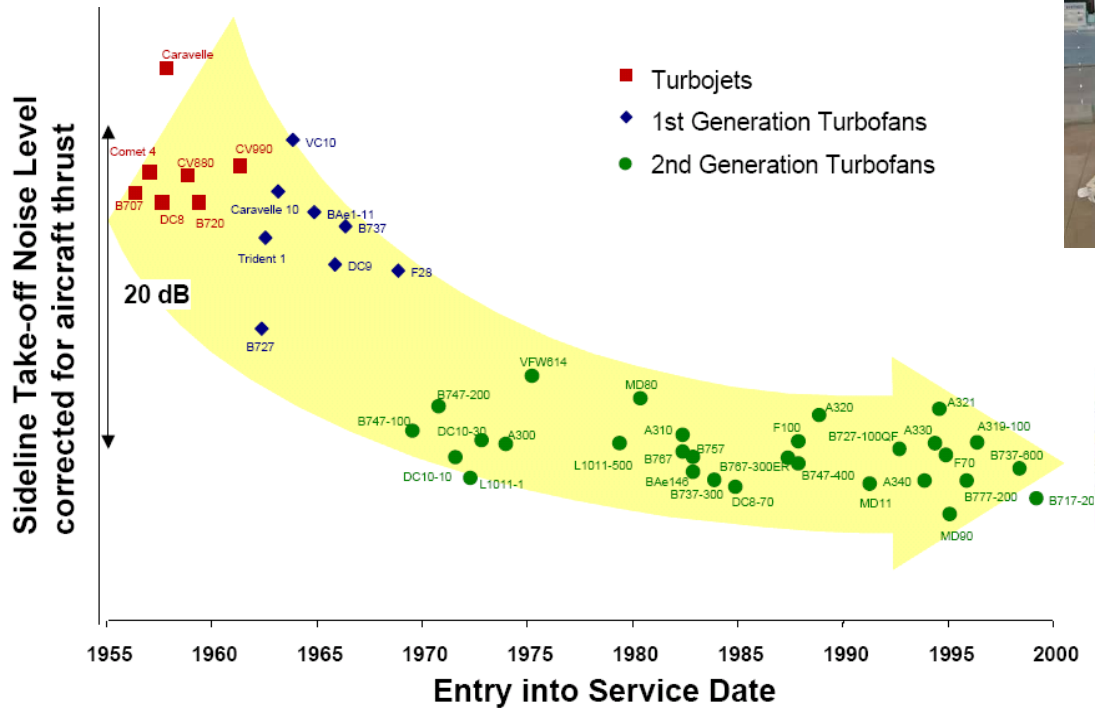 Sideline Take-off Noise Level
corrected for aircraft thrust
20 dB
Turbojets
1st Generation Turbofans
2nd Generation Turbofans
Caravelle
Comet 4
CV880
CV990
B707
DC8
B720
VC10
Caravelle 10
BAe1-11
B737
Trident 1
DC9
F28
B727
VFW614
B747-200
B747-100
DC10-30
A300
DC10-10
L1011-1
MD80
A310
B757
L1011-500
B767
BAe146
B767-300ER
B737-300
DC8-70
A320
F100
B727-100QF
B747-400
A321
A330
A319-100
F70
B737-600
MD11
A340
B777-200
B717-20
MD90
1955 1960 1965 1970 1975 1980 1985 1990 1995 2000
Entry into Service Date